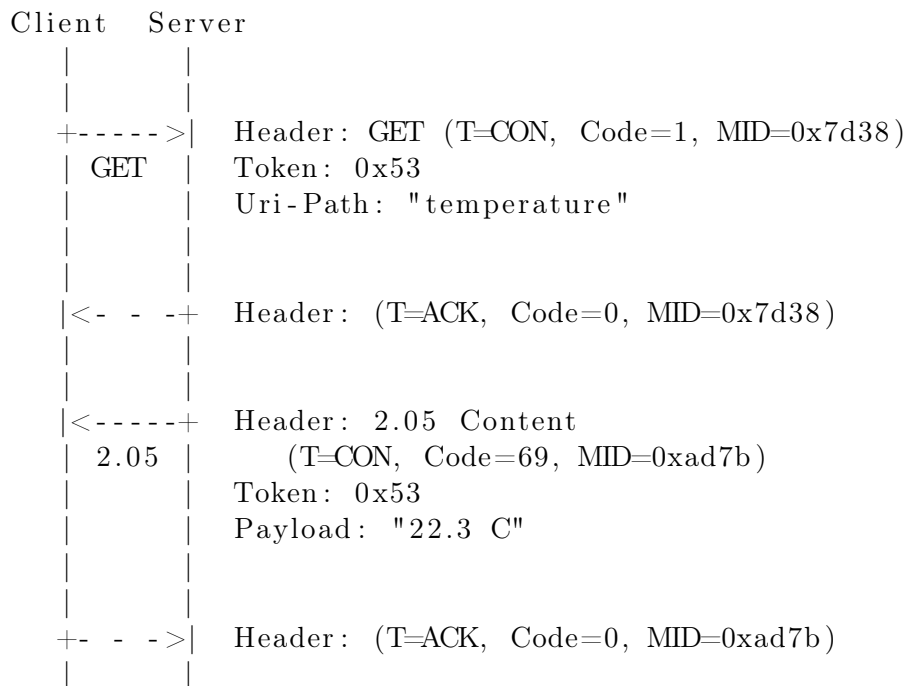 Client Server
+----->| Header: GET (T=CON, Code=1, MID=0x7d38)
| GET | Token: 0x53
| | Uri-Path: "temperature"
|<- - -+ Header: (T=ACK, Code=0, MID=0x7d38)
|<-----+ Header: 2.05 Content
| 2.05 | (T=CON, Code=69, MID=0xad7b)
| | Token: 0x53
| | Payload: "22.3 C"
+- - ->| Header: (T=ACK, Code=0, MID=0xad7b)